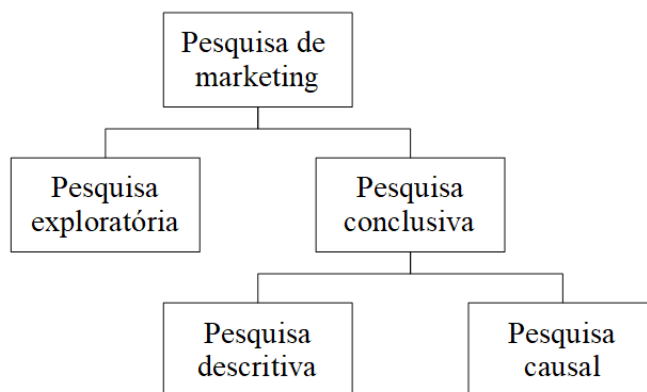 Pesquisa de
marketing
Pesquisa
exploratória
Pesquisa
conclusiva
Pesquisa
descritiva
Pesquisa
causal